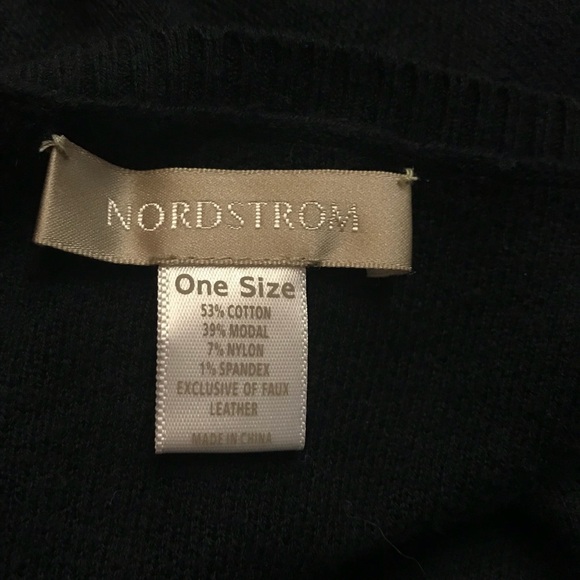 NORDSTROM
One Size
53% COTTON
39% MODAL
7% NYLON
1% SPANDEX
EXCLUSIVE OF FAUX
LEATHER
MADE IN CHINA